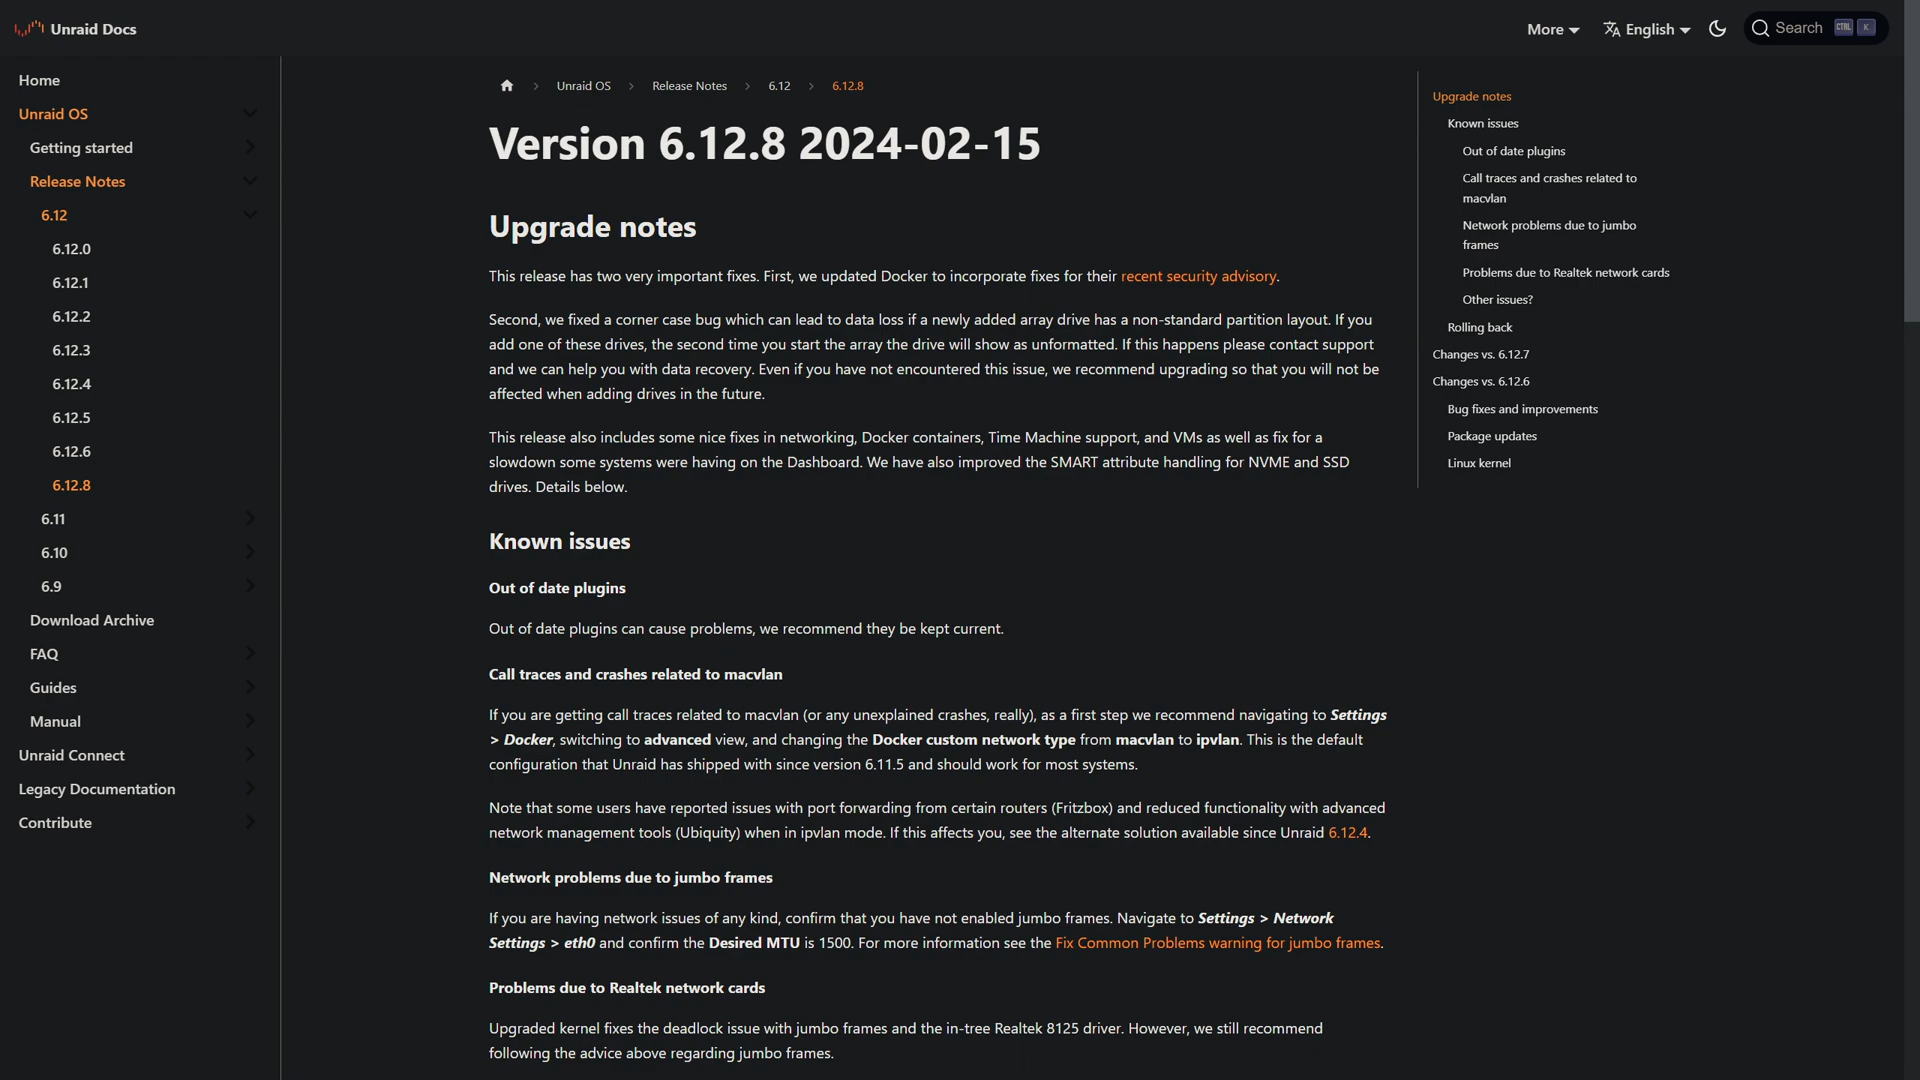 Unraid Docs
More
English
Search
CTRL K
Home
Unraid OS
Getting started
Release Notes
6.12
6.12.0
6.12.1
6.12.2
6.12.3
6.12.4
6.12.5
6.12.6
6.12.8
6.11
6.10
6.9
Download Archive
FAQ
Guides
Manual
Unraid Connect
Legacy Documentation
Contribute
Unraid OS > Release Notes > 6.12 > 6.12.8
Version 6.12.8 2024-02-15
Upgrade notes
This release has two very important fixes. First, we updated Docker to incorporate fixes for their recent security advisory.
Second, we fixed a corner case bug which can lead to data loss if a newly added array drive has a non-standard partition layout. If you
add one of these drives, the second time you start the array the drive will show as unformatted. If this happens please contact support
and we can help you with data recovery. Even if you have not encountered this issue, we recommend upgrading so that you will not be
affected when adding drives in the future.
This release also includes some nice fixes in networking, Docker containers, Time Machine support, and VMs as well as fix for a
slowdown some systems were having on the Dashboard. We have also improved the SMART attribute handling for NVME and SSD
drives. Details below.
Known issues
Out of date plugins
Out of date plugins can cause problems, we recommend they be kept current.
Call traces and crashes related to macvlan
If you are getting call traces related to macvlan (or any unexplained crashes, really), as a first step we recommend navigating to Settings
> Docker, switching to advanced view, and changing the Docker custom network type from macvlan to ipvlan. This is the default
configuration that Unraid has shipped with since version 6.11.5 and should work for most systems.
Note that some users have reported issues with port forwarding from certain routers (Fritzbox) and reduced functionality with advanced
network management tools (Ubiquity) when in ipvlan mode. If this affects you, see the alternate solution available since Unraid 6.12.4.
Network problems due to jumbo frames
If you are having network issues of any kind, confirm that you have not enabled jumbo frames. Navigate to Settings > Network
Settings > eth0 and confirm the Desired MTU is 1500. For more information see the Fix Common Problems warning for jumbo frames.
Problems due to Realtek network cards
Upgraded kernel fixes the deadlock issue with jumbo frames and the in-tree Realtek 8125 driver. However, we still recommend
following the advice above regarding jumbo frames.
Upgrade notes
Known issues
Out of date plugins
Call traces and crashes related to
macvlan
Network problems due to jumbo
frames
Problems due to Realtek network cards
Other issues?
Rolling back
Changes vs. 6.12.7
Changes vs. 6.12.6
Bug fixes and improvements
Package updates
Linux kernel